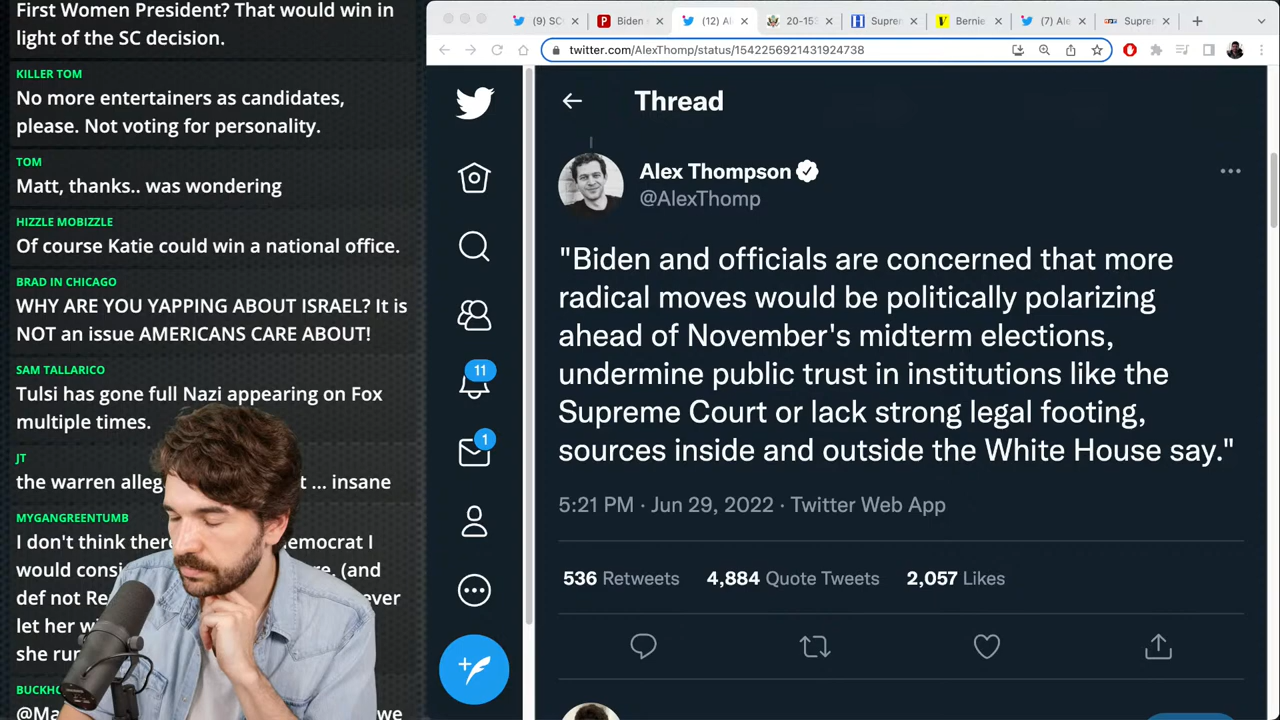 First Women President? That would win in
light of the SC decision.
KILLER TOM
No more entertainers as candidates,
please. Not voting for personality.
TOM
Matt, thanks.. was wondering
HIZZLE MOBIZZLE
Of course Katie could win a national office.
BRAD IN CHICAGO
WHY ARE YOU YAPPING ABOUT ISRAEL? It is
NOT an issue AMERICANS CARE ABOUT!
SAM TALLARICO
Tulsi has gone full Nazi appearing on Fox
multiple times.
JT
the warren ... insane
MYGANGREENTUMB
I don't think
would
def not
let her
she
(9)
Biden
(12)
(7)
Bernie
twitter.com/AlexThomp/status/1542256921431924738
Thread
Alex Thompson
@AlexThomp
"Biden and officials are concerned that more
radical moves would be politically polarizing
ahead of November's midterm elections,
undermine public trust in institutions like the
Supreme Court or lack strong legal footing,
sources inside and outside the White House say."
5:21 PM · Jun 29, 2022 · Twitter Web App
536 Retweets 4,884 Quote Tweets 2,057 Likes
11
1